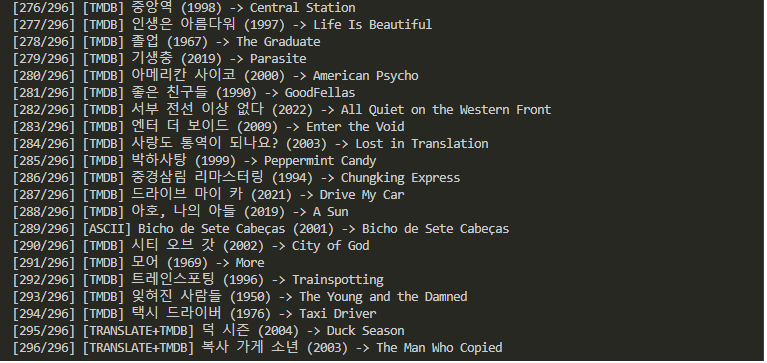 [276/296] [TMDB] 중앙역 (1998) -> Central Station
[277/296] [TMDB] 인생은 아름다워 (1997) -> Life Is Beautiful
[278/296] [TMDB] 졸업 (1967) -> The Graduate
[279/296] [TMDB] 기생충 (2019) -> Parasite
[280/296] [TMDB] 아메리칸 사이코 (2000) -> American Psycho
[281/296] [TMDB] 좋은 친구들 (1990) -> GoodFellas
[282/296] [TMDB] 서부 전선 이상 없다 (2022) -> All Quiet on the Western Front
[283/296] [TMDB] 엔터 더 보이드 (2009) -> Enter the Void
[284/296] [TMDB] 사랑도 통역이 되나요? (2003) -> Lost in Translation
[285/296] [TMDB] 박하사탕 (1999) -> Peppermint Candy
[286/296] [TMDB] 중경삼림 리마스터링 (1994) -> Chungking Express
[287/296] [TMDB] 드라이브 마이 카 (2021) -> Drive My Car
[288/296] [TMDB] 아호, 나의 아들 (2019) -> A Sun
[289/296] [ASCII] Bicho de Sete Cabeças (2001) -> Bicho de Sete Cabeças
[290/296] [TMDB] 시티 오브 갓 (2002) -> City of God
[291/296] [TMDB] 모어 (1969) -> More
[292/296] [TMDB] 트레인스포팅 (1996) -> Trainspotting
[293/296] [TMDB] 잊혀진 사람들 (1950) -> The Young and the Damned
[294/296] [TMDB] 택시 드라이버 (1976) -> Taxi Driver
[295/296] [TRANSLATE+TMDB] 덕 시즌 (2004) -> Duck Season
[296/296] [TRANSLATE+TMDB] 복사 가게 소년 (2003) -> The Man Who Copied